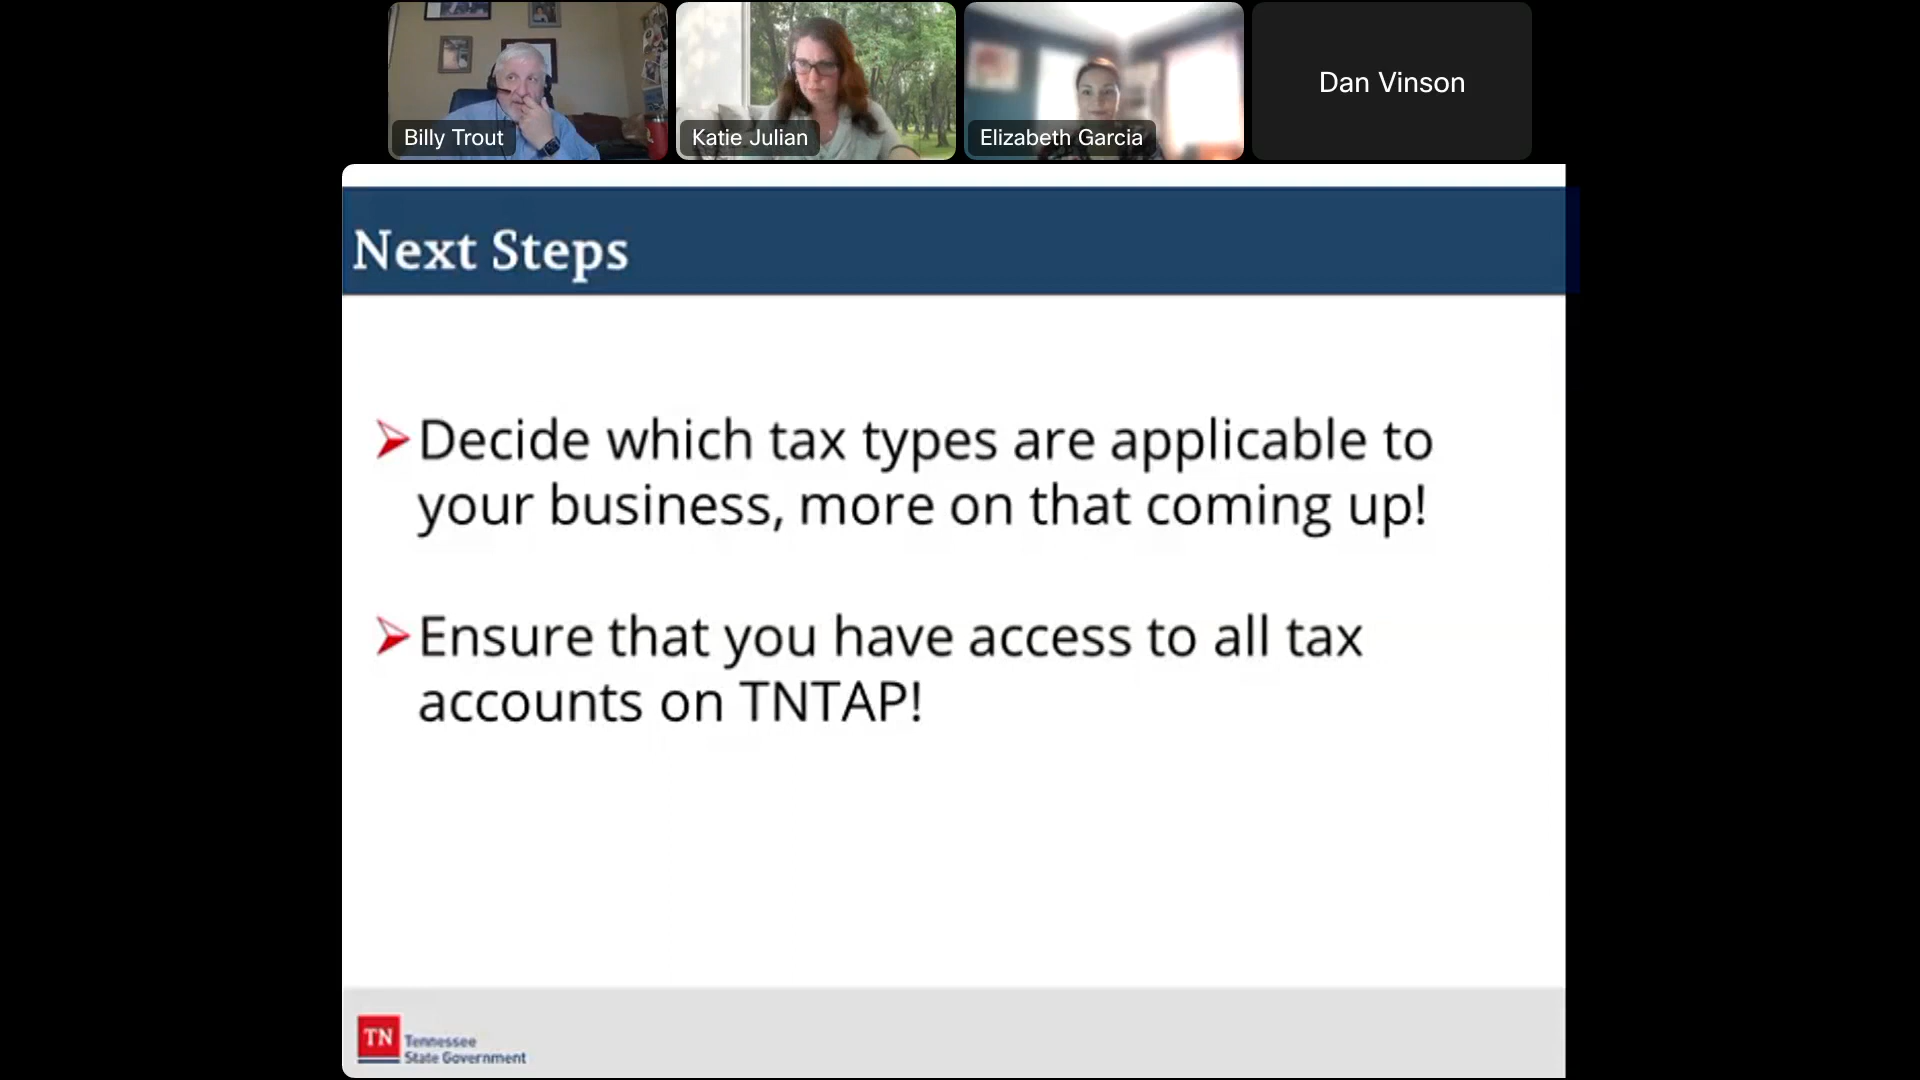 Billy Trout
Katie Julian
Elizabeth Garcia
Dan Vinson
Next Steps
Decide which tax types are applicable to
your business, more on that coming up!
Ensure that you have access to all tax
accounts on TNTAP!
TN
Tennessee
State Government